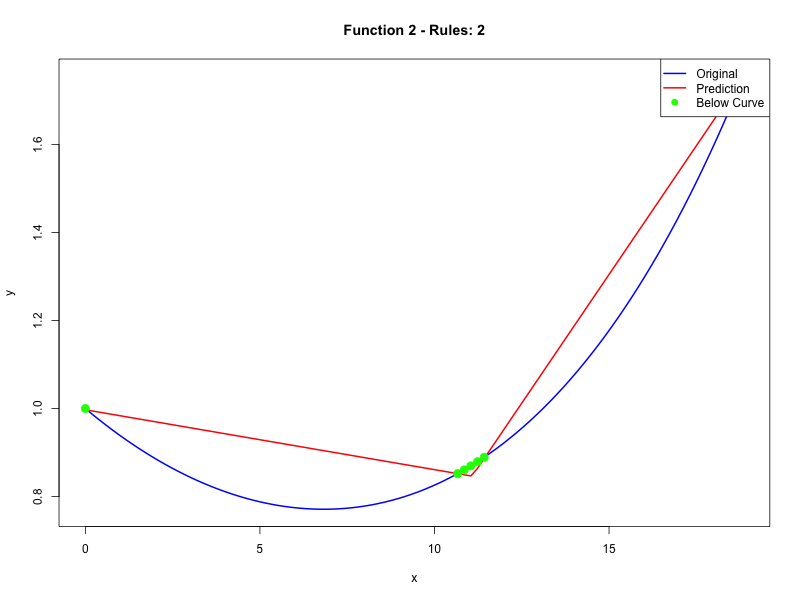 Function 2 - Rules: 2
Original
Prediction
Below Curve
y
1.6
1.4
1.2
1.0
0.8
0 5 10 15
x